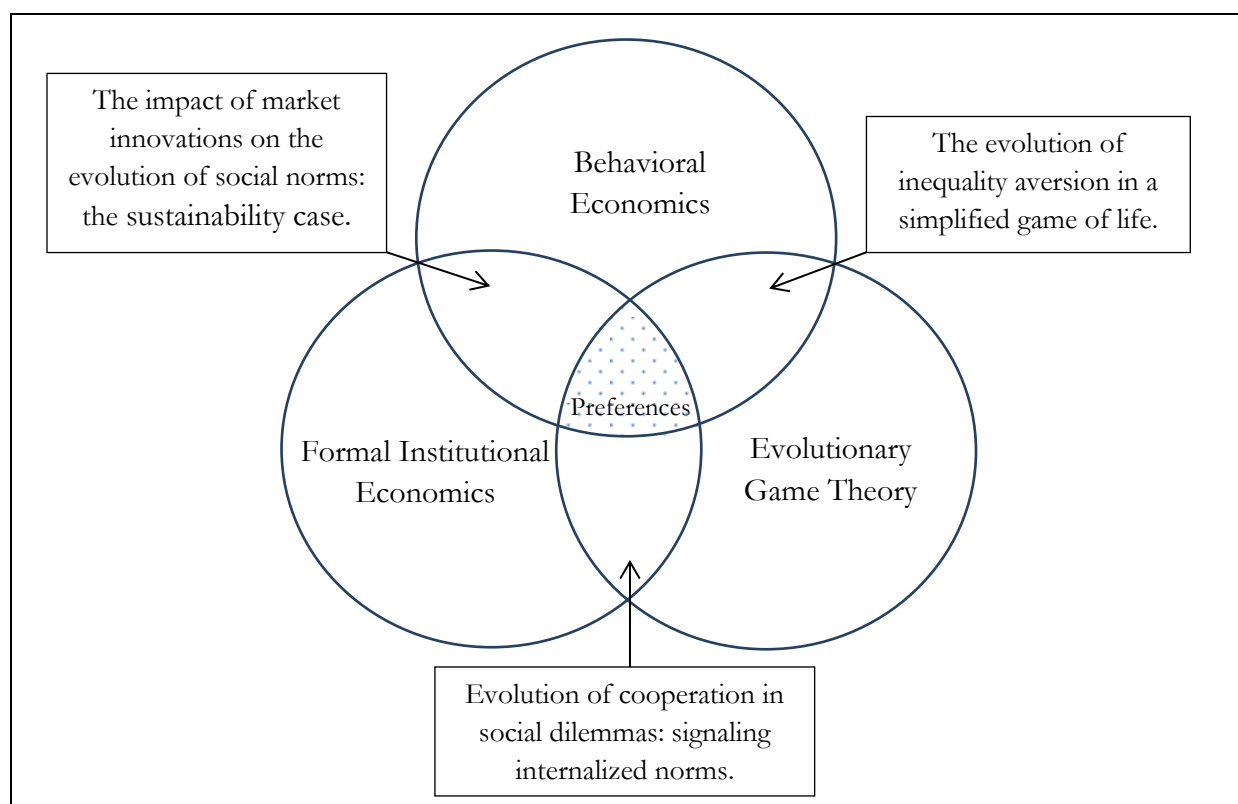 The impact of market
innovations on the
evolution of social norms:
the sustainability case.
Behavioral
Economics
The evolution of
inequality aversion in a
simplified game of life.
Preferences
Formal Institutional
Economics
Evolutionary
Game Theory
Evolution of cooperation in
social dilemmas: signaling
internalized norms.